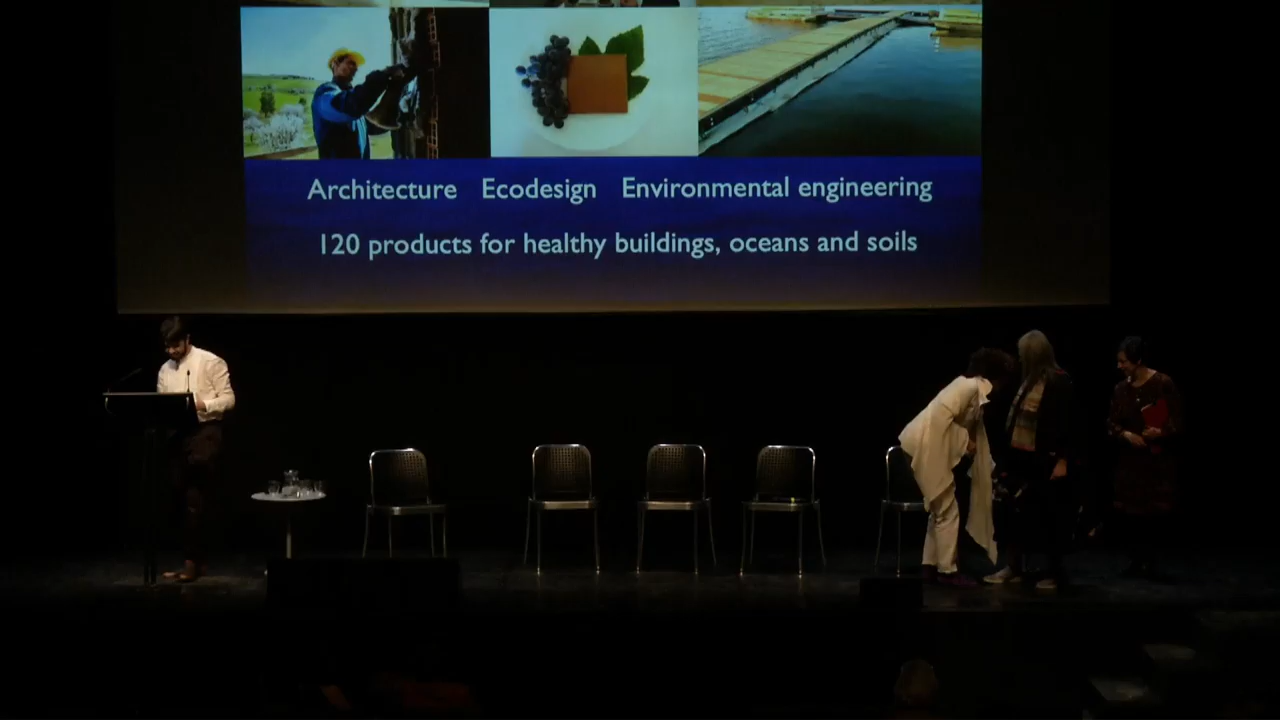 Architecture Ecodesign Environmental engineering
120 products for healthy buildings, oceans and soils